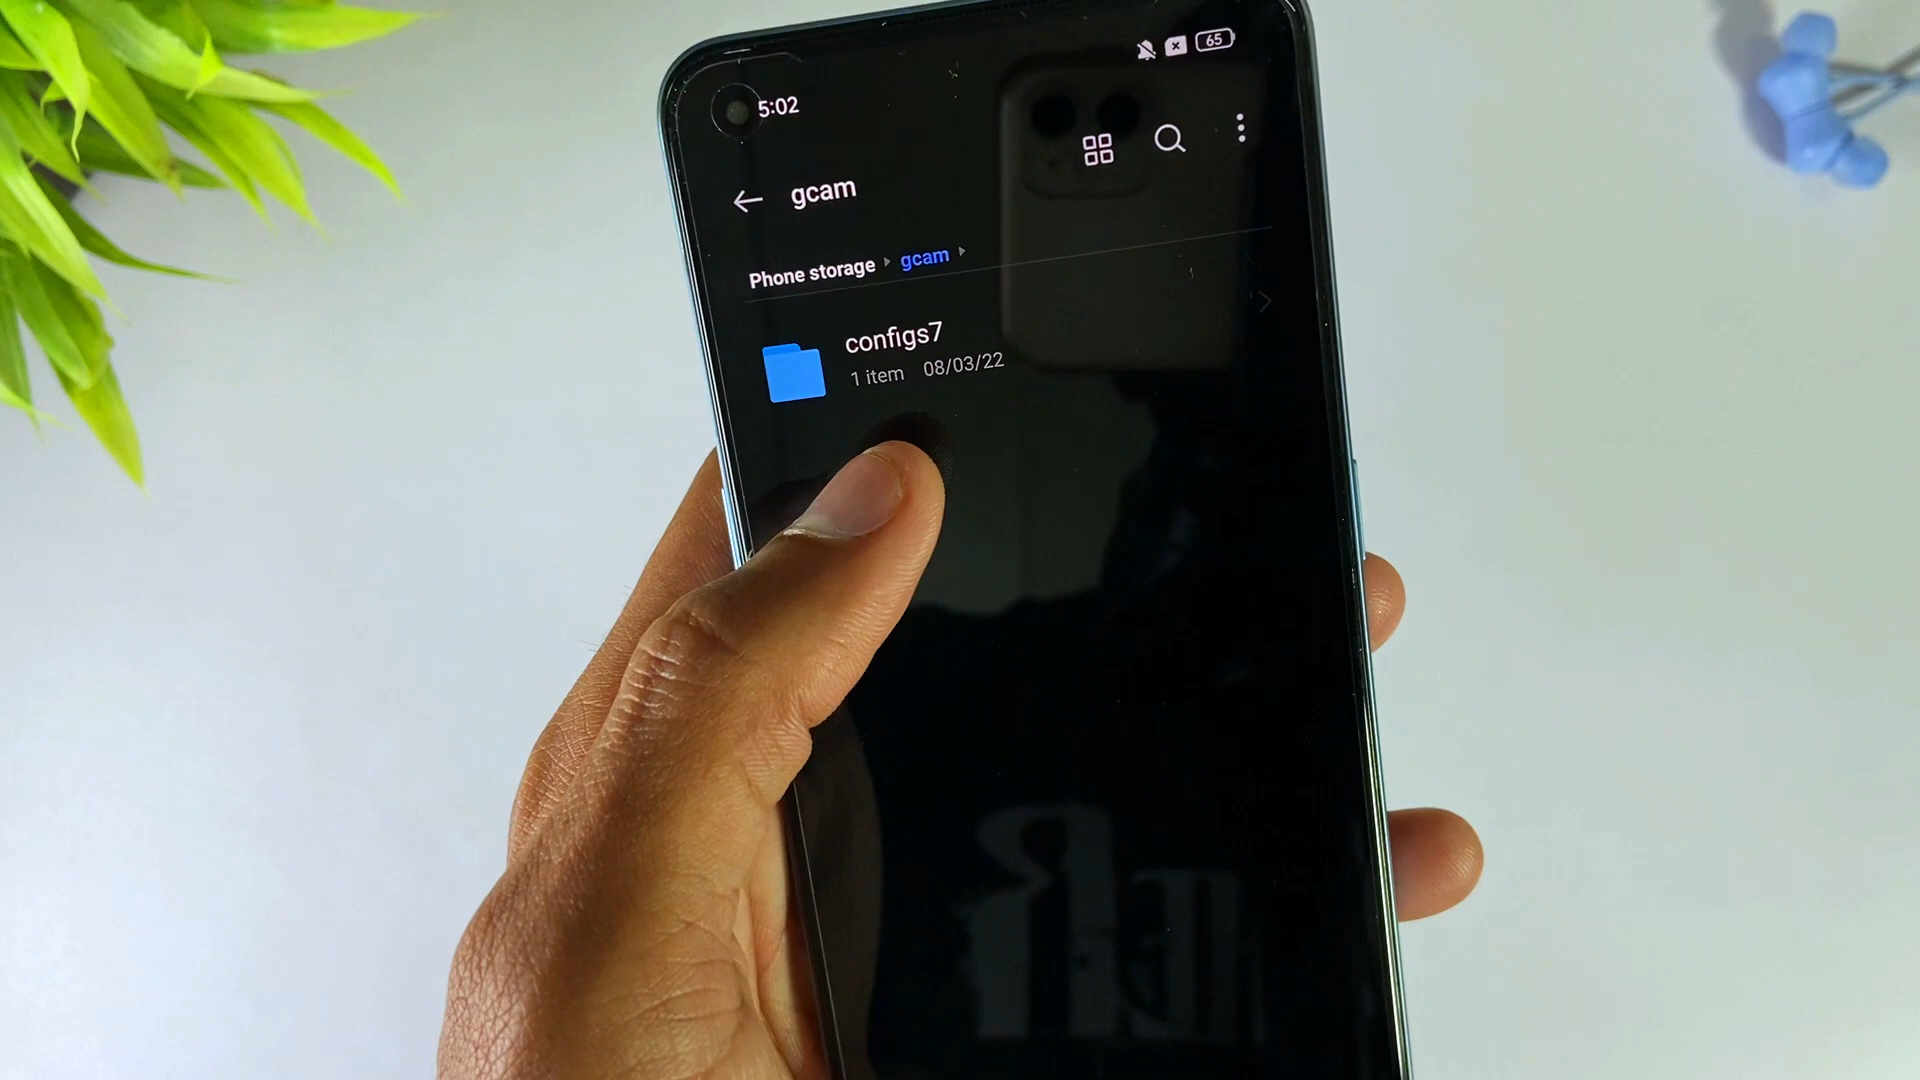 5:02
65
gcam
Phone storage gcam
configs7
1 item 08/03/22